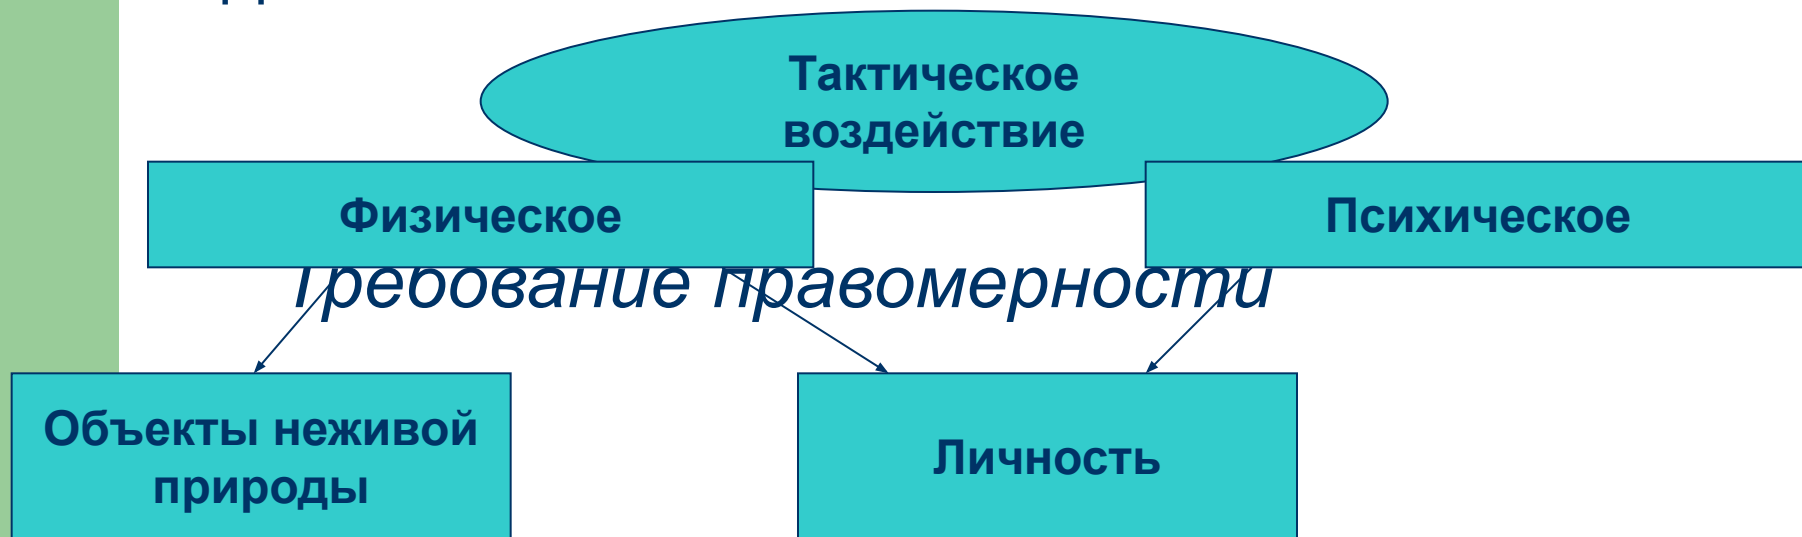 Тактическое
воздействие
Физическое
Психическое
Требование правомерности
Объекты неживой
природы
Личность